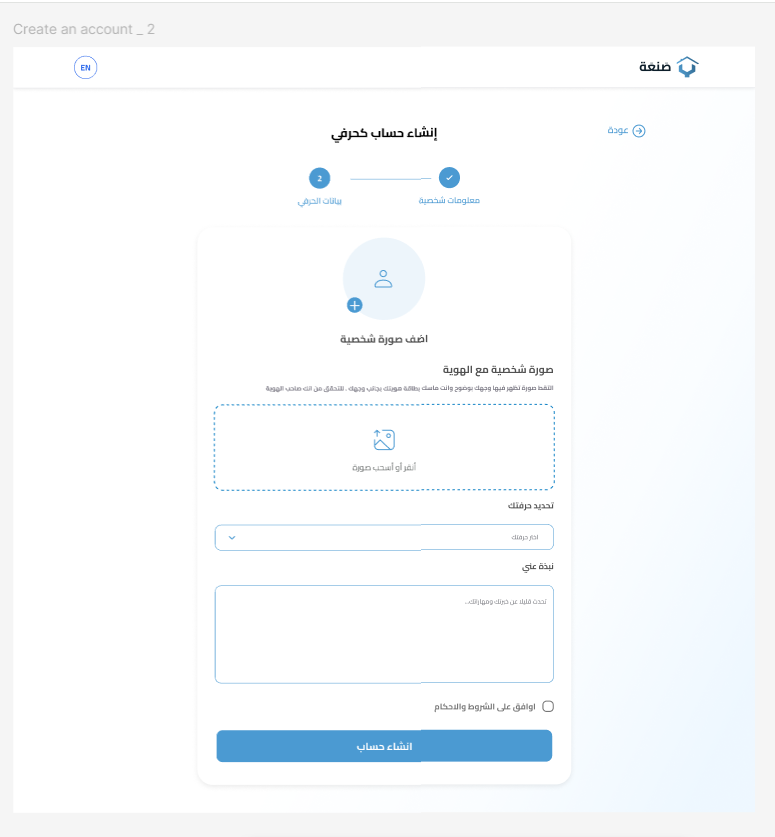 Create an account _ 2
صَنعَة
EN
عودة
إنشاء حساب كحرفي
2
معلومات شخصية
بيانات الحرفي
اضف صورة شخصية
صورة شخصية مع الهوية
التقط صورة تظهر فيها وجهك بوضوح وانت ماسك بطاقة هويتك بجانب وجهك . للتحقق من انك صاحب الهوية
أنقر أو أسحب صورة
تحديد حرفتك
اختر حرفتك
نبذة عني
تحدث قليلا عن خبرتك ومهاراتك...
اوافق على الشروط والاحكام
انشاء حساب